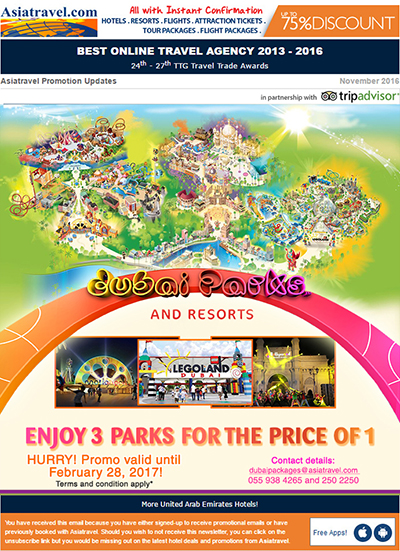 Asiatravel.com
All with Instant Confirmation
HOTELS . RESORTS . FLIGHTS . ATTRACTION TICKETS .
TOUR PACKAGES . FLIGHT PACKAGES .
UP TO 75% DISCOUNT
BEST ONLINE TRAVEL AGENCY 2013 - 2016
24th - 27th TTG Travel Trade Awards
Asiatravel Promotion Updates
November 2016
in partnership with tripadvisor
dubai Parks
AND RESORTS
LEGOLAND
DUBAI
ENJOY 3 PARKS FOR THE PRICE OF 1
HURRY! Promo valid until
February 28, 2017!
Terms and condition apply*
Contact details:
dubaipackages@asiatravel.com
055 938 4265 and 250 2250
More United Arab Emirates Hotels!
You have received this email because you have either signed-up to receive promotional emails or have
previously booked with Asiatravel. Should you wish to not receive this newsletter, you can click on the
unsubscribe link but you would be missing out on the latest hotel deals and promotions from Asiatravel.
Free Apps!